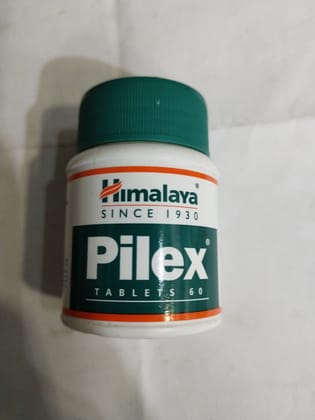 Himalaya®
SINCE 1930
Pilex®
TABLETS 60